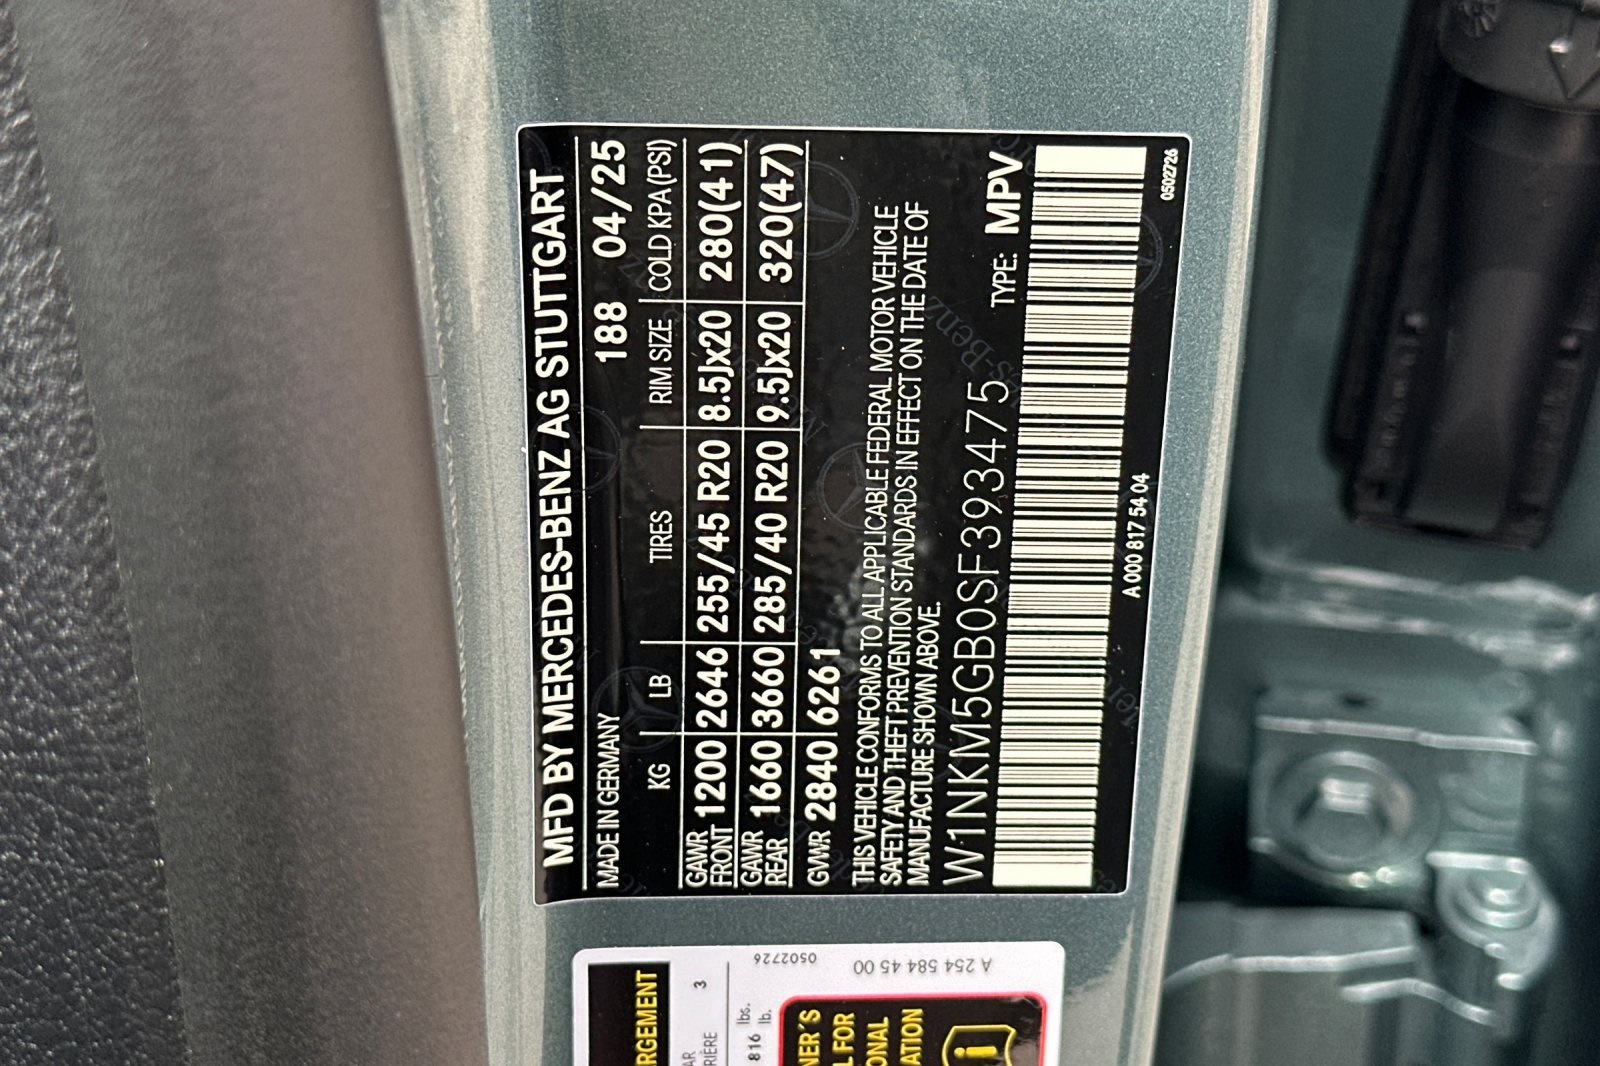 MFD BY MERCEDES-BENZ AG STUTTGART
MADE IN GERMANY 188 04/25
KG LB TIRES RIM SIZE COLD KPA(PSI)
GAWR FRONT 1200 2646 255/45 R20 8.5Jx20 280(41)
GAWR REAR 1660 3660 285/40 R20 9.5Jx20 320(47)
GVWR 2840 6261
THIS VEHICLE CONFORMS TO ALL APPLICABLE FEDERAL MOTOR VEHICLE
SAFETY AND THEFT PREVENTION STANDARDS IN EFFECT ON THE DATE OF
MANUFACTURE SHOWN ABOVE.
W1NKM5GB0SF393475 TYPE: MPV
A 000 817 54 04
0502726
0502726
A 254 584 45 00
3
816 lbs.
lb.